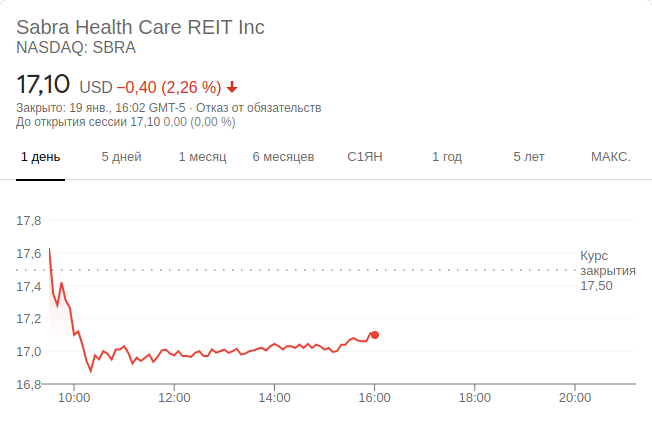 Sabra Health Care REIT Inc
NASDAQ: SBRA
17,10 USD −0,40 (2,26 %)
Закрыто: 19 янв., 16:02 GMT-5 · Отказ от обязательств
До открытия сессии 17,10 0,00 (0,00 %)
1 день 5 дней 1 месяц 6 месяцев С1ЯН 1 год 5 лет МАКС.
17,8
17,6
Курс
закрытия
17,50
17,4
17,2
17,0
16,8
10:00 12:00 14:00 16:00 18:00 20:00